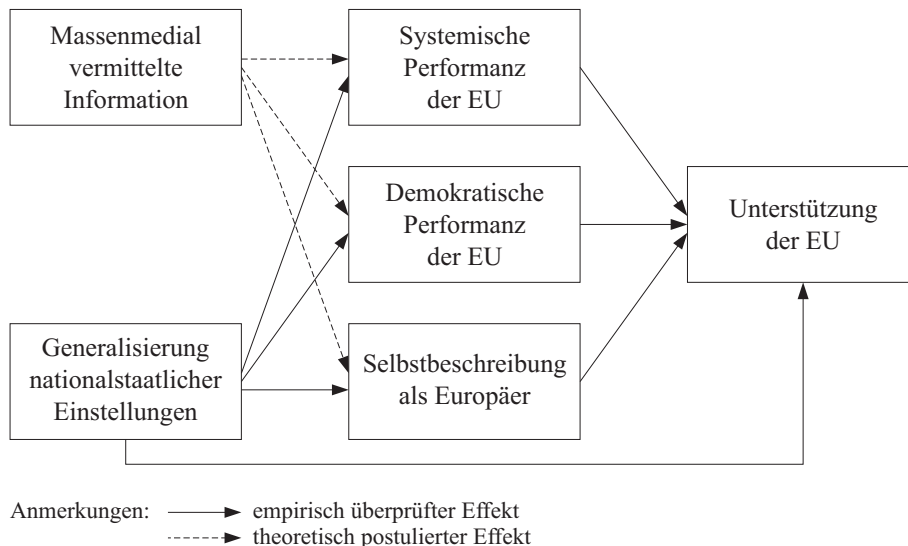 Massenmedial
vermittelte
Information
Systemische
Performanz
der EU
Demokratische
Performanz
der EU
Unterstützung
der EU
Generalisierung
nationalstaatlicher
Einstellungen
Selbstbeschreibung
als Europäer
Anmerkungen: empirisch überprüfter Effekt
theoretisch postulierter Effekt